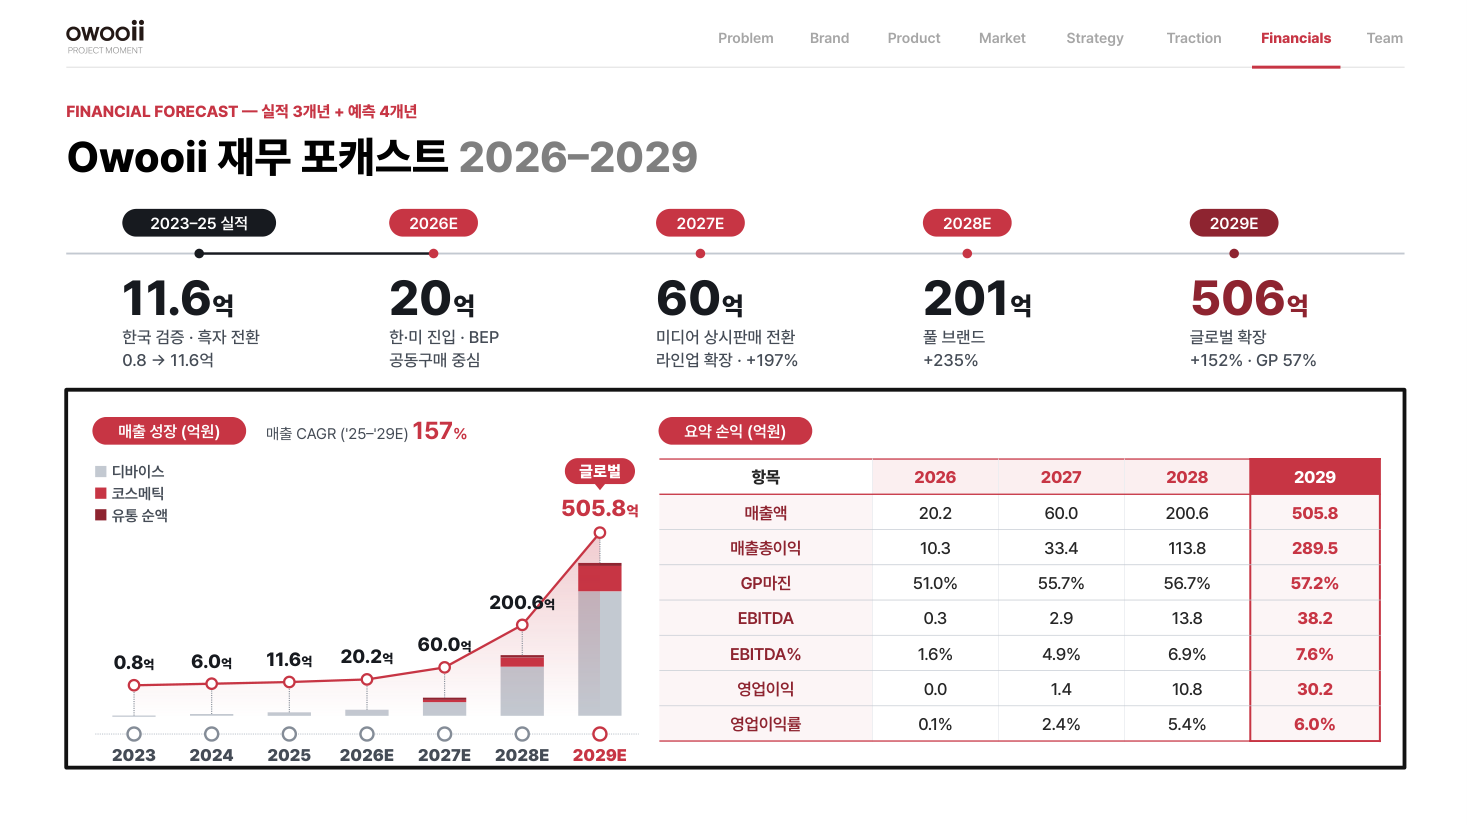 owooii
PROJECT MOMENT
Problem Brand Product Market Strategy Traction Financials Team
FINANCIAL FORECAST — 실적 3개년 + 예측 4개년
Owooii 재무 포캐스트 2026–2029
2023–25 실적 2026E 2027E 2028E 2029E
11.6억 20억 60억 201억 506억
한국 검증 · 흑자 전환 한·미 진입 · BEP 미디어 상시판매 전환 풀 브랜드 글로벌 확장
0.8 → 11.6억 공동구매 중심 라인업 확장 · +197% +235% +152% · GP 57%
매출 성장 (억원) 매출 CAGR ('25–'29E) 157%
디바이스
코스메틱
유통 순액
글로벌
505.8억
200.6억
60.0억
0.8억 6.0억 11.6억 20.2억
2023 2024 2025 2026E 2027E 2028E 2029E
요약 손익 (억원)
항목 2026 2027 2028 2029
매출액 20.2 60.0 200.6 505.8
매출총이익 10.3 33.4 113.8 289.5
GP마진 51.0% 55.7% 56.7% 57.2%
EBITDA 0.3 2.9 13.8 38.2
EBITDA% 1.6% 4.9% 6.9% 7.6%
영업이익 0.0 1.4 10.8 30.2
영업이익률 0.1% 2.4% 5.4% 6.0%